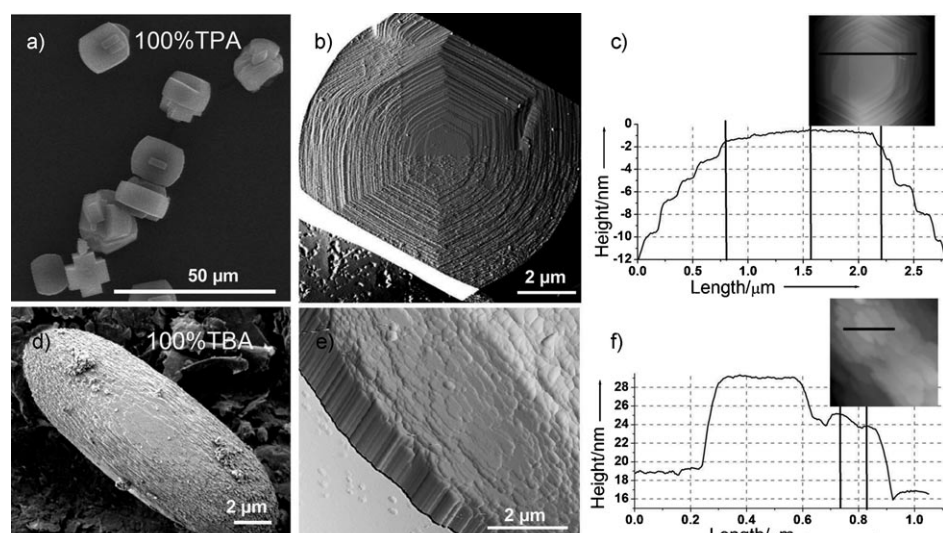 a)
100%TPA
50 µm
b)
2 µm
c)
Height/nm
0
-2
-4
-6
-8
-10
-12
0.0 0.5 1.0 1.5 2.0 2.5
Length/µm
d)
100%TBA
2 µm
e)
2 µm
f)
Height/nm
28
26
24
22
20
18
16
0.0 0.2 0.4 0.6 0.8 1.0